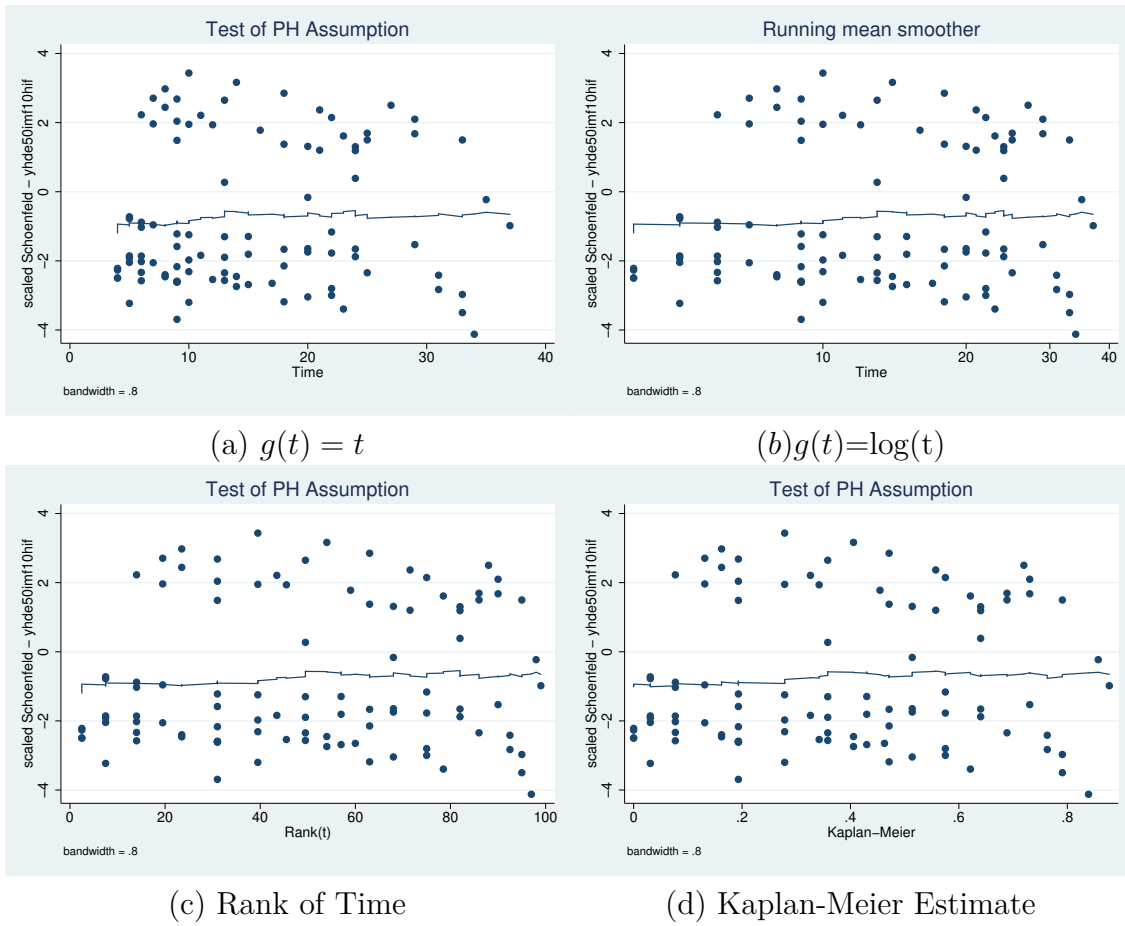 Test of PH Assumption
scaled Schoenfeld − yhde50imf10hif
4
2
0
−2
−4
0 10 20 30 40
Time
bandwidth = .8
Running mean smoother
scaled Schoenfeld − yhde50imf10hif
4
2
0
−2
−4
10 20 30 40
Time
bandwidth = .8
(a) g(t) = t
(b)g(t)=log(t)
Test of PH Assumption
scaled Schoenfeld − yhde50imf10hif
4
2
0
−2
−4
0 20 40 60 80 100
Rank(t)
bandwidth = .8
Test of PH Assumption
scaled Schoenfeld − yhde50imf10hif
4
2
0
−2
−4
0 .2 .4 .6 .8
Kaplan−Meier
bandwidth = .8
(c) Rank of Time
(d) Kaplan-Meier Estimate